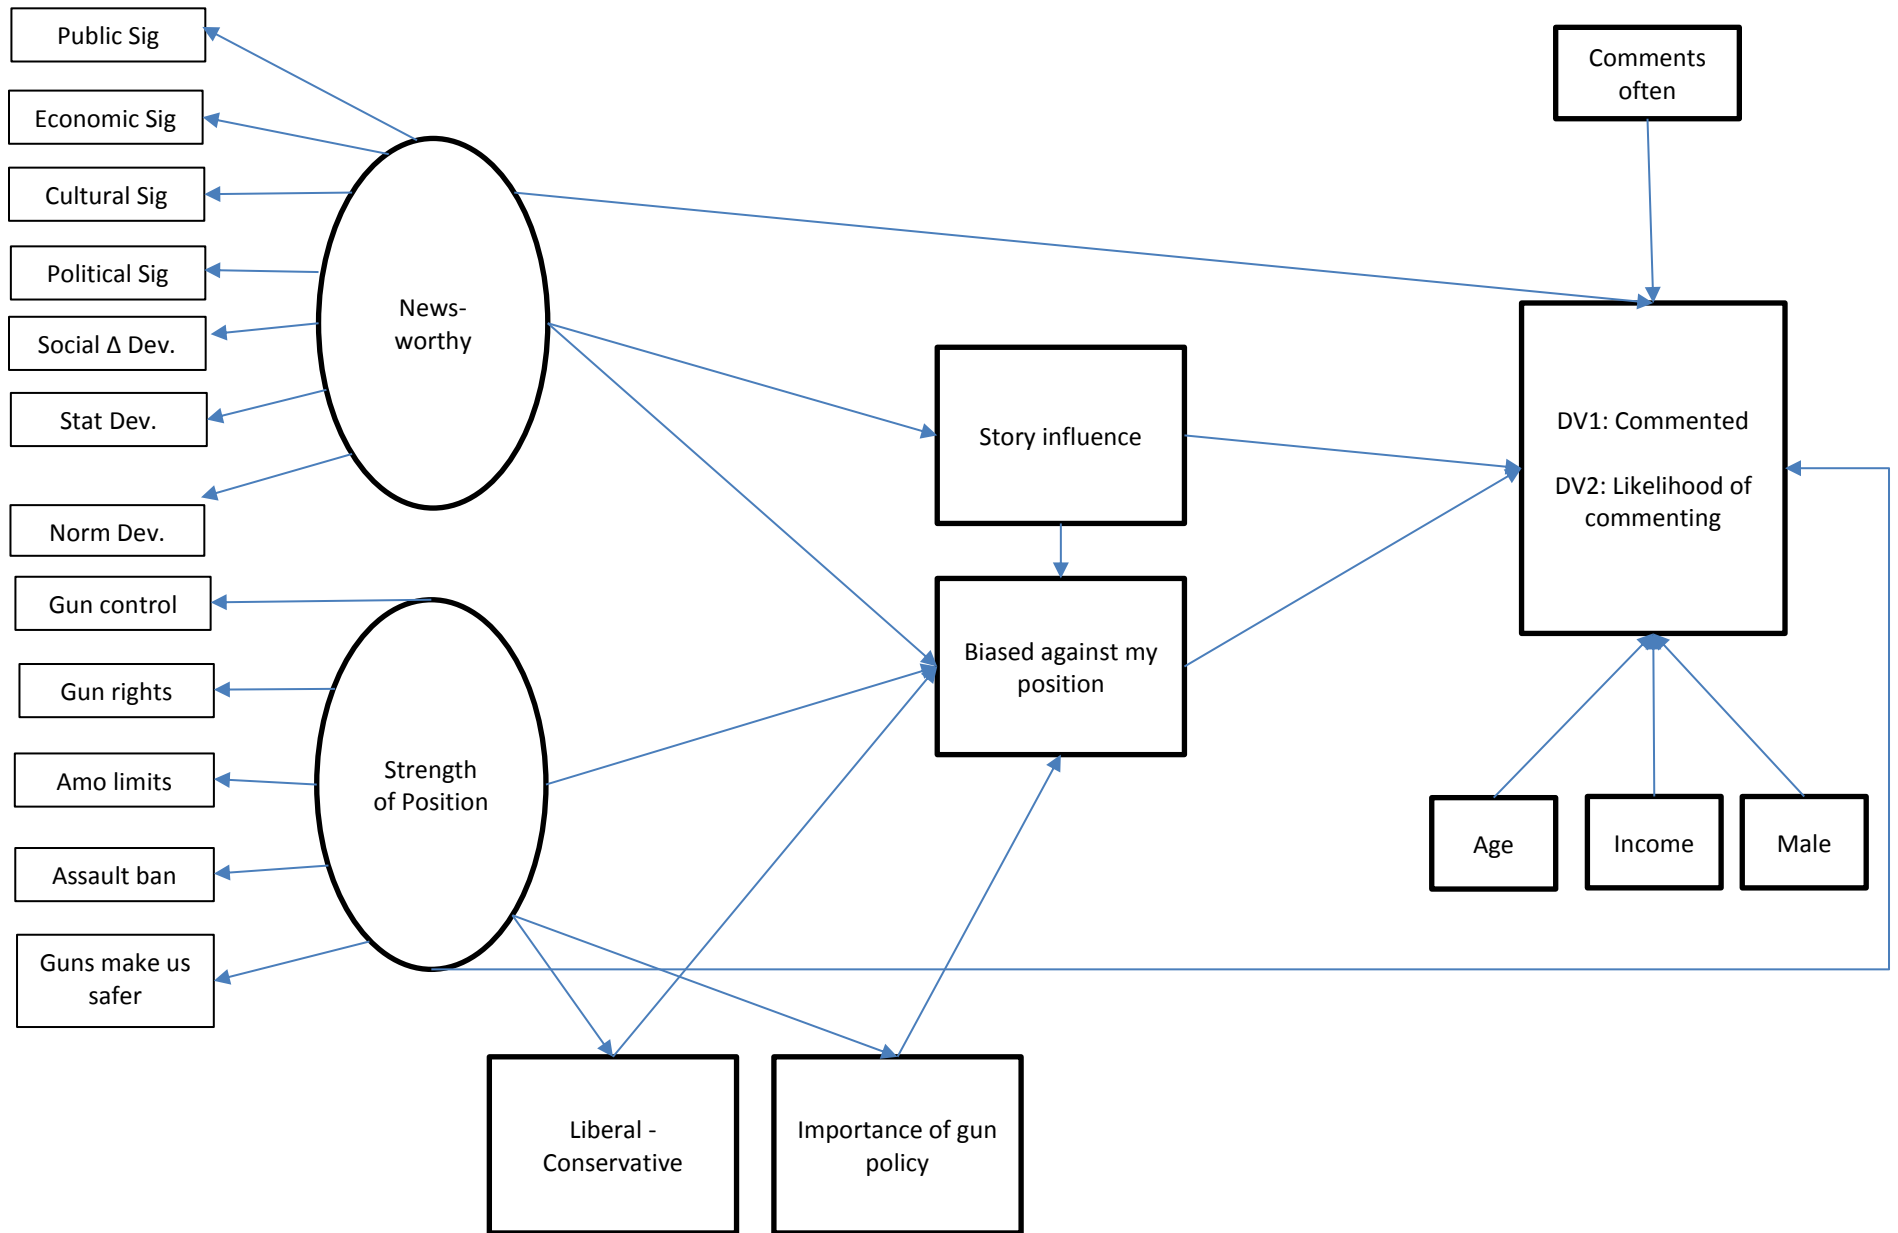 Public Sig
Economic Sig
Cultural Sig
Political Sig
Social Δ Dev.
Stat Dev.
Norm Dev.
Gun control
Gun rights
Amo limits
Assault ban
Guns make us
safer
News-
worthy
Strength
of Position
Liberal -
Conservative
Importance of gun
policy
Story influence
Biased against my
position
Comments
often
DV1: Commented
DV2: Likelihood of
commenting
Age
Income
Male